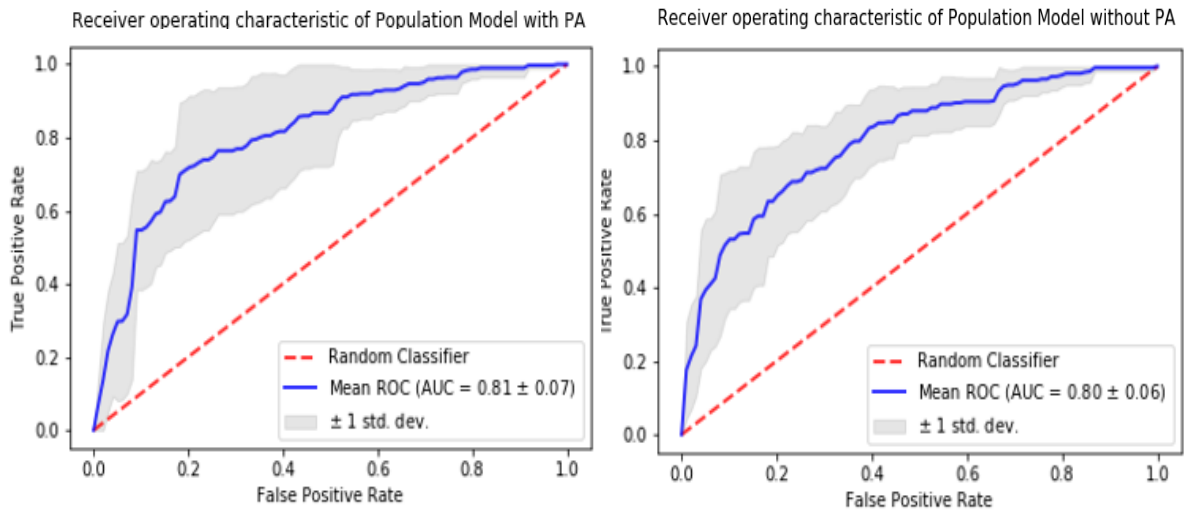 Receiver operating characteristic of Population Model with PA
True Positive Rate
1.0
0.8
0.6
0.4
0.2
0.0
Random Classifier
Mean ROC (AUC = 0.81 ± 0.07)
± 1 std. dev.
0.0 0.2 0.4 0.6 0.8 1.0
False Positive Rate
Receiver operating characteristic of Population Model without PA
True Positive Rate
1.0
0.8
0.6
0.4
0.2
0.0
Random Classifier
Mean ROC (AUC = 0.80 ± 0.06)
± 1 std. dev.
0.0 0.2 0.4 0.6 0.8 1.0
False Positive Rate